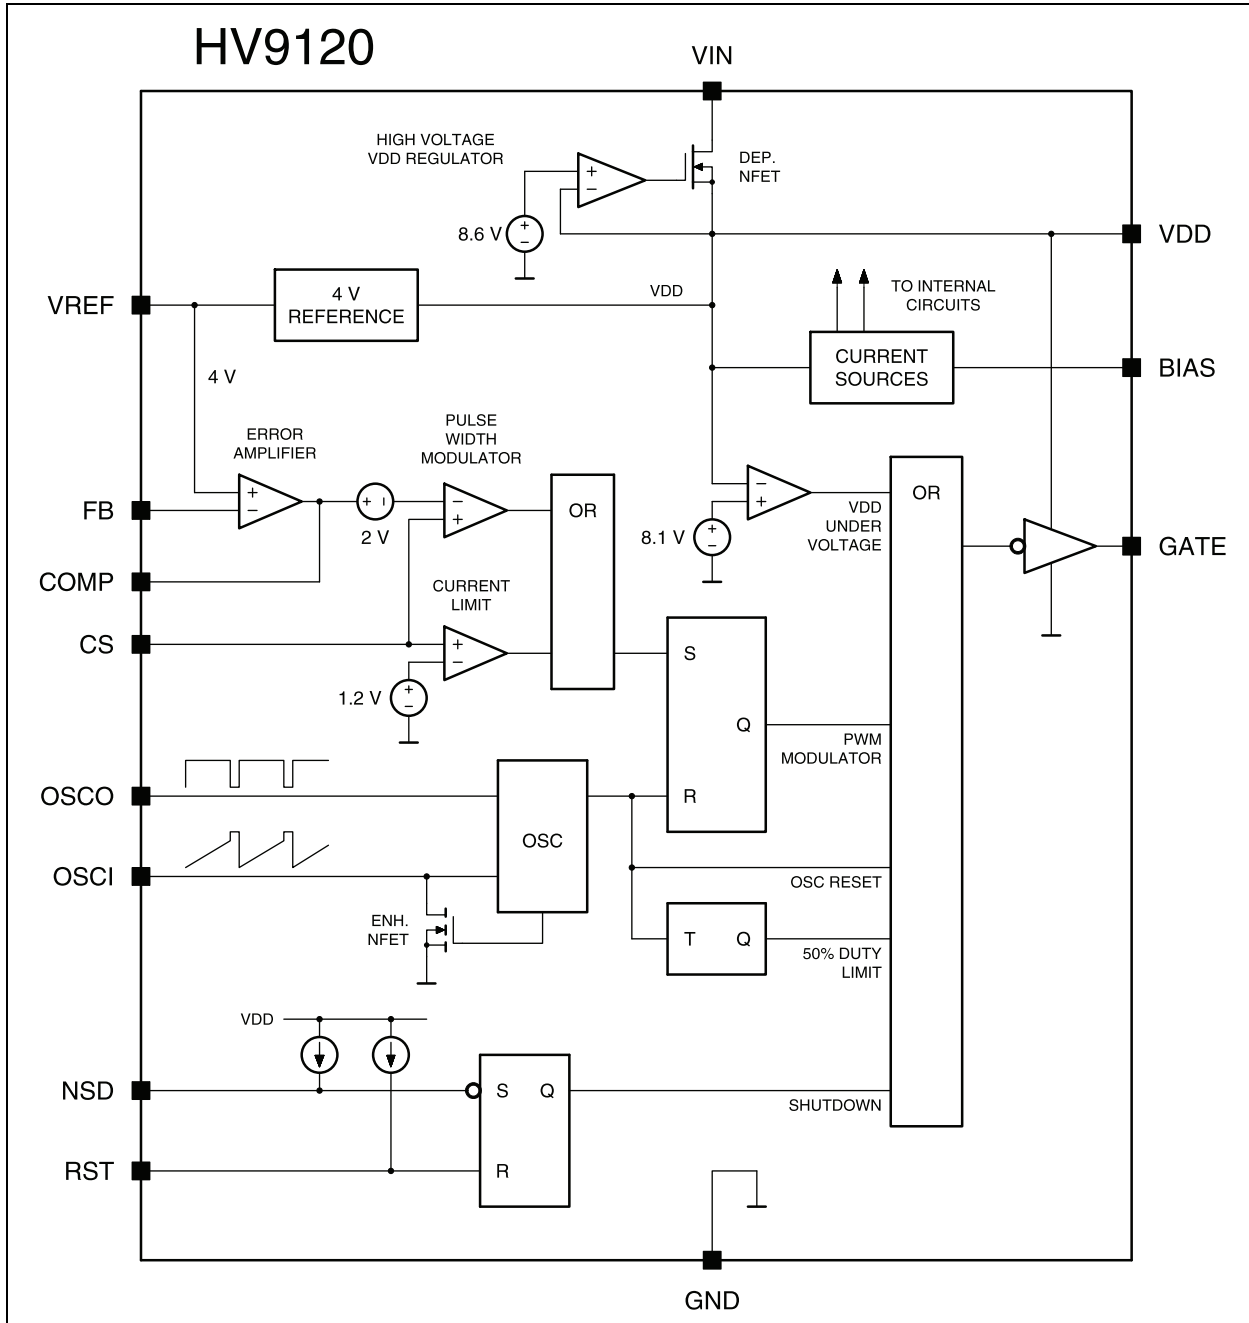 HV9120
VIN
HIGH VOLTAGE
VDD REGULATOR
+
−
DEP.
NFET
8.6 V
+
−
VDD
VREF
4 V
REFERENCE
VDD
TO INTERNAL
CIRCUITS
4 V
CURRENT
SOURCES
BIAS
ERROR
AMPLIFIER
PULSE
WIDTH
MODULATOR
+
−
+ −
2 V
−
+
OR
−
+
VDD
UNDER
VOLTAGE
8.1 V
+
−
OR
FB
GATE
COMP
CURRENT
LIMIT
CS
+
−
1.2 V
+
−
S
Q
R
PWM
MODULATOR
OSCO
OSC
OSCI
OSC RESET
ENH.
NFET
T Q
50% DUTY
LIMIT
VDD
NSD
S Q
R
SHUTDOWN
RST
GND